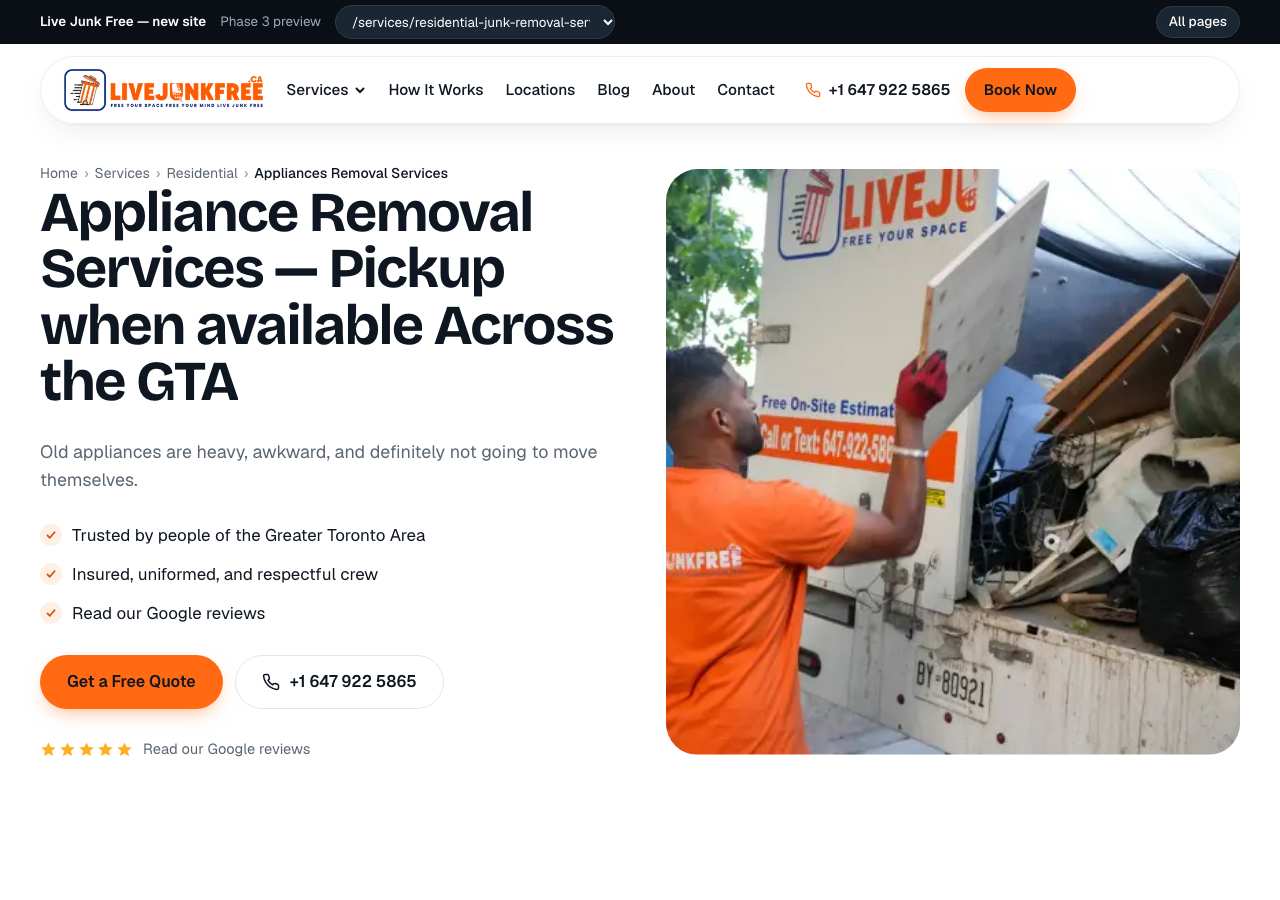 Live Junk Free — new site Phase 3 preview /services/residential-junk-removal-ser All pages
LIVEJUNKFREE.CA
FREE YOUR SPACE FREE YOUR MIND LIVE JUNK FREE
Services How It Works Locations Blog About Contact +1 647 922 5865 Book Now
Home › Services › Residential › Appliances Removal Services
Appliance Removal
Services — Pickup
when available Across
the GTA
Old appliances are heavy, awkward, and definitely not going to move
themselves.
Trusted by people of the Greater Toronto Area
Insured, uniformed, and respectful crew
Read our Google reviews
Get a Free Quote +1 647 922 5865
Read our Google reviews
LIVEJU
FREE YOUR SPACE
Free On-Site Estimat
Call or Text: 647-922-586
UNKFREE
BY 80921